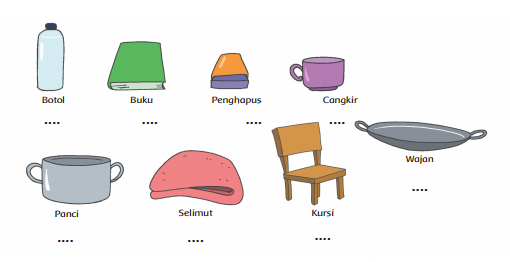 Botol
Buku
Penghapus
Cangkir
....
....
....
....
Wajan
....
Panci
Selimut
Kursi
....
....
....